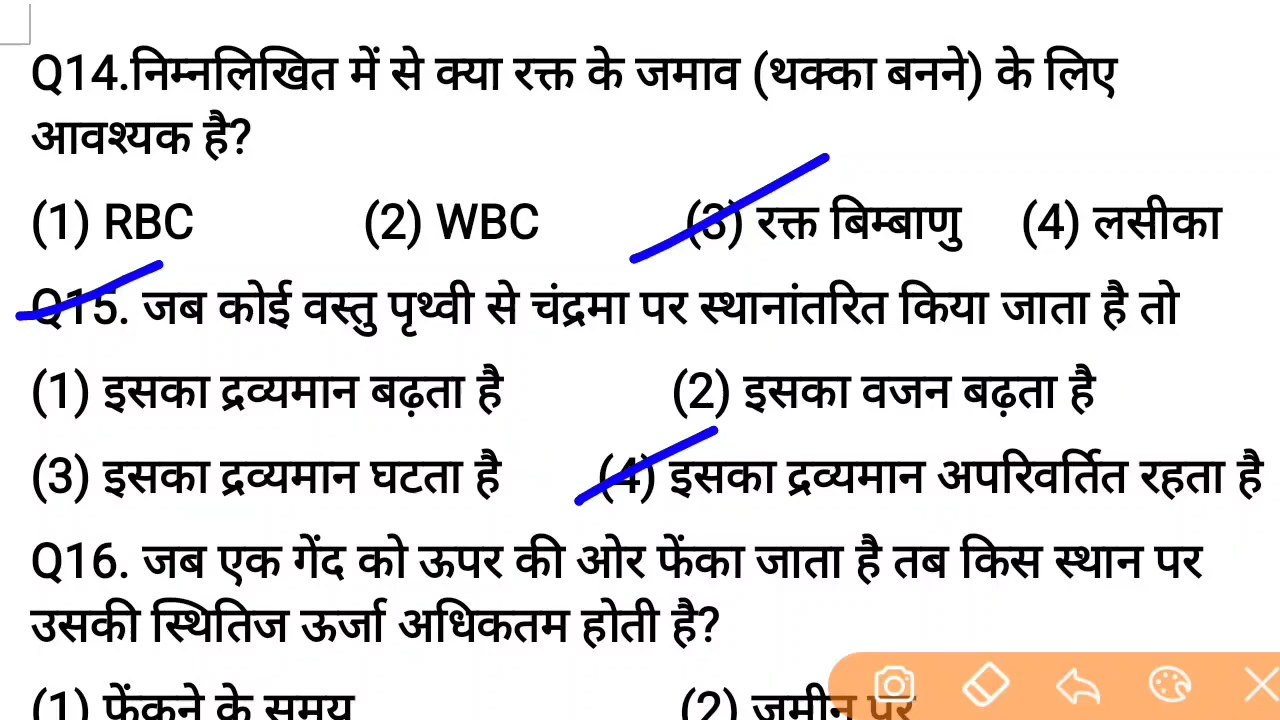 Q14.निम्नलिखित में से क्या रक्त के जमाव (थक्का बनने) के लिए
आवश्यक है?
(1) RBC (2) WBC (3) रक्त बिम्बाणु (4) लसीका
Q15. जब कोई वस्तु पृथ्वी से चंद्रमा पर स्थानांतरित किया जाता है तो
(1) इसका द्रव्यमान बढ़ता है (2) इसका वजन बढ़ता है
(3) इसका द्रव्यमान घटता है (4) इसका द्रव्यमान अपरिवर्तित रहता है
Q16. जब एक गेंद को ऊपर की ओर फेंका जाता है तब किस स्थान पर
उसकी स्थितिज ऊर्जा अधिकतम होती है?
(1) फेंकने के समय (2) जमीन पर